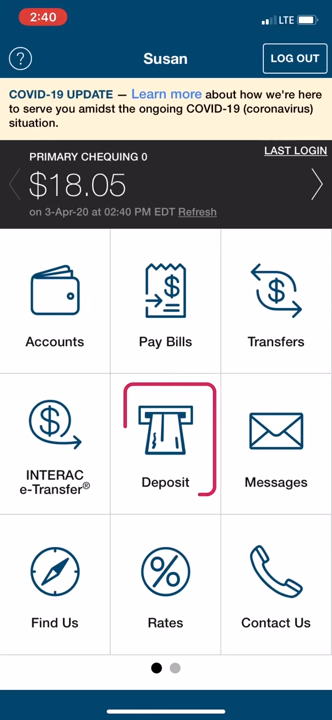 2:40
LTE
?
Susan
LOG OUT
COVID-19 UPDATE — Learn more about how we're here
to serve you amidst the ongoing COVID-19 (coronavirus)
situation.
LAST LOGIN
PRIMARY CHEQUING 0
$18.05
on 3-Apr-20 at 02:40 PM EDT Refresh
Accounts
Pay Bills
Transfers
INTERAC
e-Transfer®
Deposit
Messages
Find Us
Rates
Contact Us